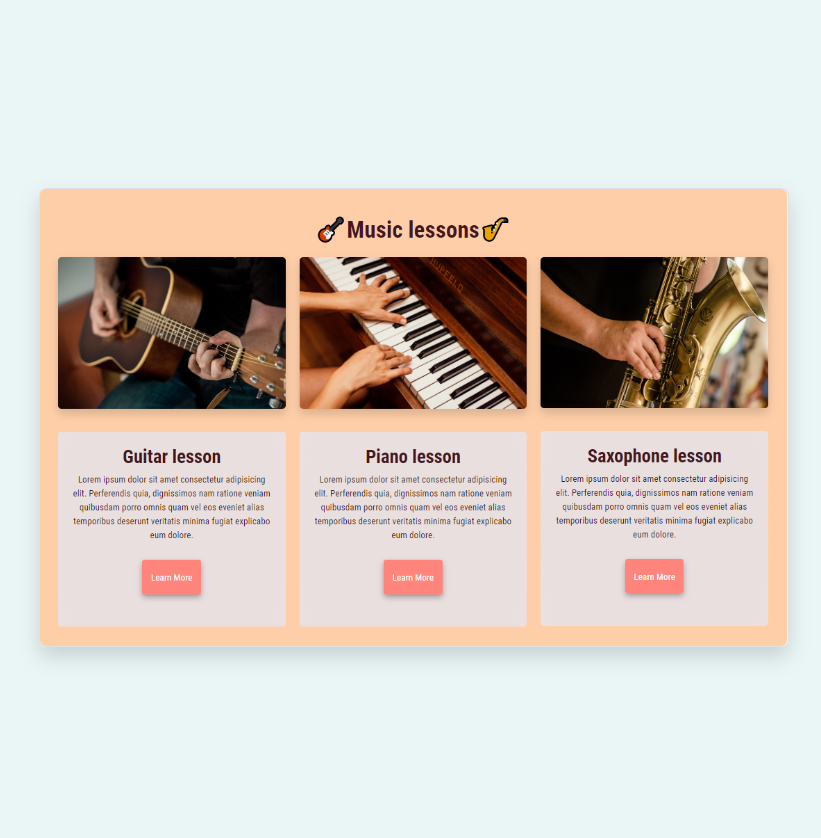 🎸Music lessons🎷
Guitar lesson
Lorem ipsum dolor sit amet consectetur adipisicing
elit. Perferendis quia, dignissimos nam ratione veniam
quibusdam porro omnis quam vel eos eveniet alias
temporibus deserunt veritatis minima fugiat explicabo
eum dolore.
Learn More
Piano lesson
Lorem ipsum dolor sit amet consectetur adipisicing
elit. Perferendis quia, dignissimos nam ratione veniam
quibusdam porro omnis quam vel eos eveniet alias
temporibus deserunt veritatis minima fugiat explicabo
eum dolore.
Learn More
Saxophone lesson
Lorem ipsum dolor sit amet consectetur adipisicing
elit. Perferendis quia, dignissimos nam ratione veniam
quibusdam porro omnis quam vel eos eveniet alias
temporibus deserunt veritatis minima fugiat explicabo
eum dolore.
Learn More